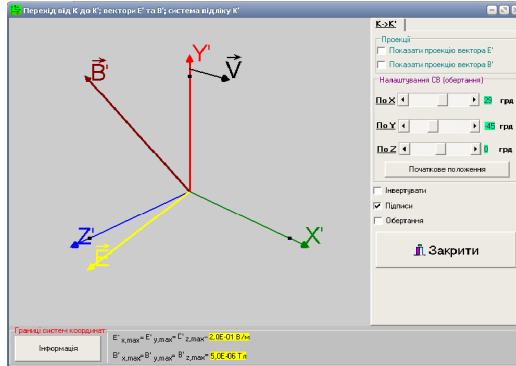 Перехід від K до K'; вектори E' та B'; система відліку K'
K->K'
Проекції
Показати проекцію вектора E'
Показати проекцію вектора B'
Налаштування СВ (обертання)
По X 29 грд
По Y -45 грд
По Z 0 грд
Початкове положення
Інвертувати
Підписи
Обертання
Закрити
Y'
V
B'
Z'
E'
X'
Границі систем координат:
Інформація
E' x,max= E' y,max= E' z,max= 2,0E-01 В/м
B' x,max= B' y,max= B' z,max= 5,0E-06 Тл